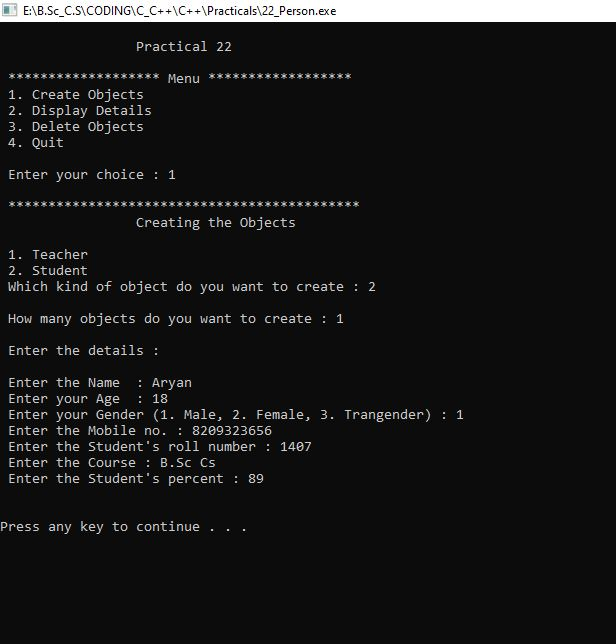 E:\B.Sc_C.S\CODING\C_C++\C++\Practicals\22_Person.exe
Practical 22
******************* Menu ******************
1. Create Objects
2. Display Details
3. Delete Objects
4. Quit
Enter your choice : 1
********************************************
Creating the Objects
1. Teacher
2. Student
Which kind of object do you want to create : 2
How many objects do you want to create : 1
Enter the details :
Enter the Name  : Aryan
Enter your Age  : 18
Enter your Gender (1. Male, 2. Female, 3. Trangender) : 1
Enter the Mobile no. : 8209323656
Enter the Student's roll number : 1407
Enter the Course : B.Sc Cs
Enter the Student's percent : 89
Press any key to continue . . .